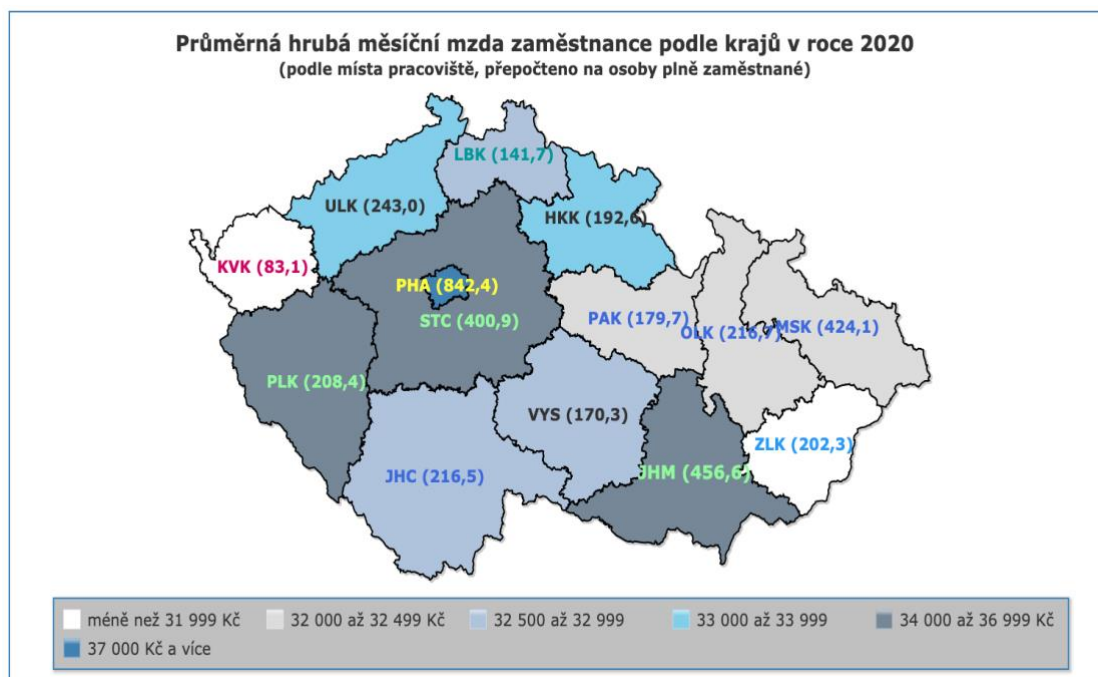 Průměrná hrubá měsíční mzda zaměstnance podle krajů v roce 2020
(podle místa pracoviště, přepočteno na osoby plně zaměstnané)
LBK (141,7)
ULK (243,0)
HKK (192,6)
KVK (83,1)
PHA (842,4)
STC (400,9)
PAK (179,7)
OLK (216,7)
MSK (424,1)
PLK (208,4)
VYS (170,3)
ZLK (202,3)
JHC (216,5)
JHM (456,6)
méně než 31 999 Kč 32 000 až 32 499 Kč 32 500 až 32 999 33 000 až 33 999 34 000 až 36 999 Kč
37 000 Kč a více